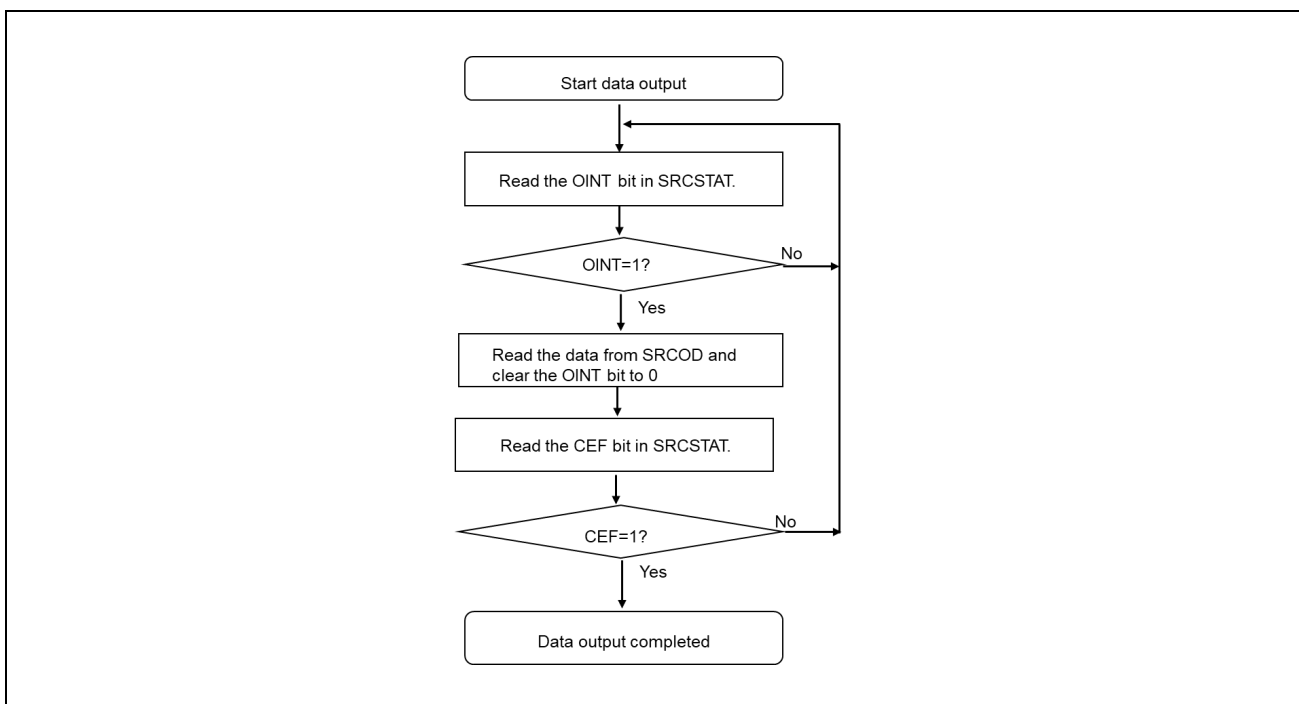 Start data output
Read the OINT bit in SRCSTAT.
OINT=1?
No
Yes
Read the data from SRCOD and
clear the OINT bit to 0
Read the CEF bit in SRCSTAT.
CEF=1?
No
Yes
Data output completed